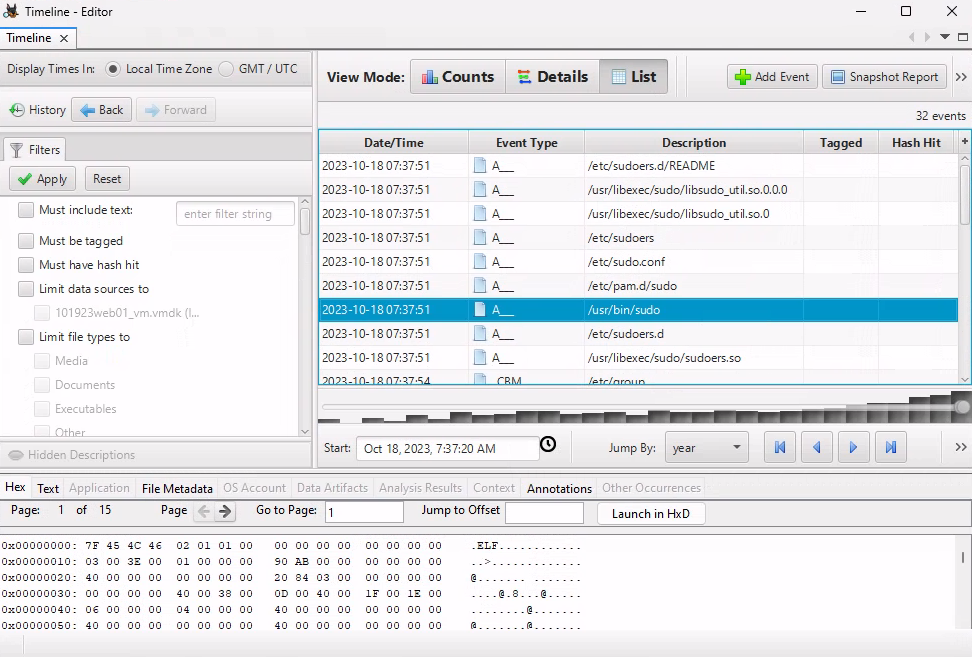 Timeline - Editor
Timeline
Display Times In: Local Time Zone GMT / UTC
View Mode: Counts Details List Add Event Snapshot Report
History Back Forward
32 events
Filters
Apply Reset
Must include text: enter filter string
Must be tagged
Must have hash hit
Limit data sources to
101923web01_vm.vmdk (l...
Limit file types to
Media
Documents
Executables
Other
Hidden Descriptions
Date/Time Event Type Description Tagged Hash Hit
2023-10-18 07:37:51 A__ /etc/sudoers.d/README
2023-10-18 07:37:51 A__ /usr/libexec/sudo/libsudo_util.so.0.0.0
2023-10-18 07:37:51 A__ /usr/libexec/sudo/libsudo_util.so.0
2023-10-18 07:37:51 A__ /etc/sudoers
2023-10-18 07:37:51 A__ /etc/sudo.conf
2023-10-18 07:37:51 A__ /etc/pam.d/sudo
2023-10-18 07:37:51 A__ /usr/bin/sudo
2023-10-18 07:37:51 A__ /etc/sudoers.d
2023-10-18 07:37:51 A__ /usr/libexec/sudo/sudoers.so
2023-10-18 07:37:54 _CBM /etc/group
Start: Oct 18, 2023, 7:37:20 AM Jump By: year
Hex Text Application File Metadata OS Account Data Artifacts Analysis Results Context Annotations Other Occurrences
Page: 1 of 15 Page Go to Page: 1 Jump to Offset Launch in HxD
0x00000000: 7F 45 4C 46 02 01 01 00 00 00 00 00 00 00 00 00 .ELF............
0x00000010: 03 00 3E 00 01 00 00 00 90 AB 00 00 00 00 00 00 ..>.............
0x00000020: 40 00 00 00 00 00 00 00 20 84 03 00 00 00 00 00 @....... .......
0x00000030: 00 00 00 00 40 00 38 00 0D 00 40 00 1F 00 1E 00 ....@.8...@.....
0x00000040: 06 00 00 00 04 00 00 00 40 00 00 00 00 00 00 00 ........@.......
0x00000050: 40 00 00 00 00 00 00 00 40 00 00 00 00 00 00 00 @.......@.......